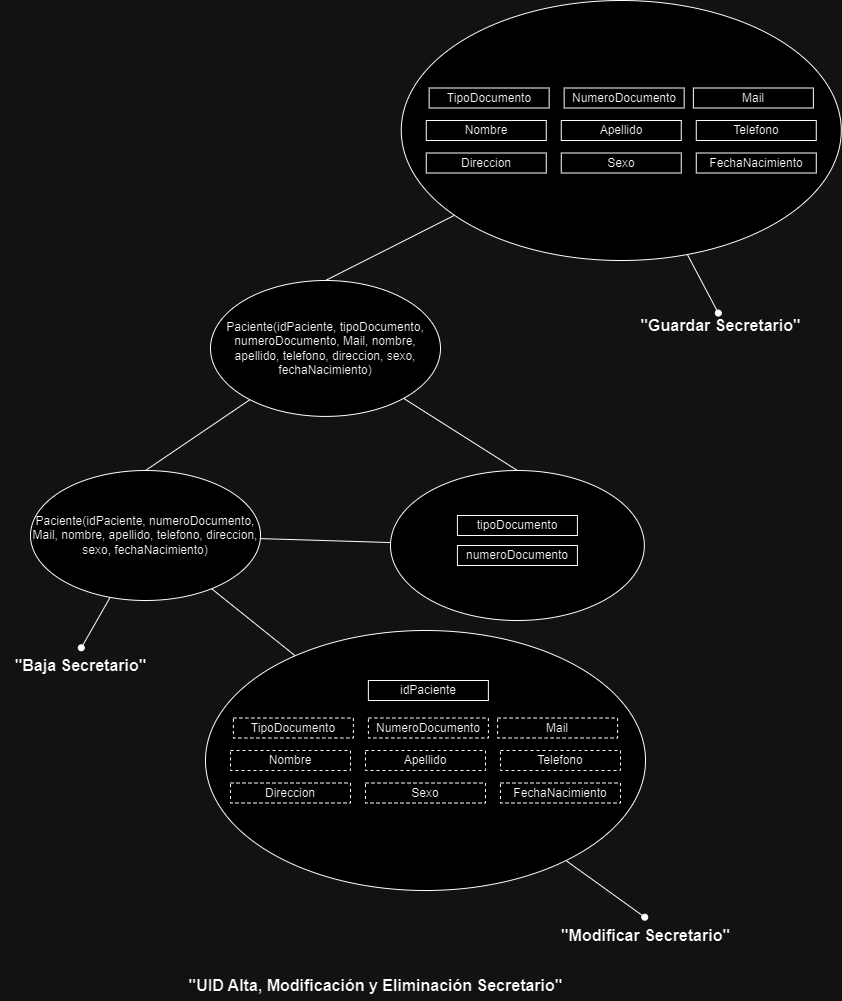 TipoDocumento NumeroDocumento Mail
Nombre Apellido Telefono
Direccion Sexo FechaNacimiento
"Guardar Secretario"
Paciente(idPaciente, tipoDocumento,
numeroDocumento, Mail, nombre,
apellido, telefono, direccion, sexo,
fechaNacimiento)
Paciente(idPaciente, numeroDocumento,
Mail, nombre, apellido, telefono, direccion,
sexo, fechaNacimiento)
tipoDocumento
numeroDocumento
"Baja Secretario"
idPaciente
TipoDocumento NumeroDocumento Mail
Nombre Apellido Telefono
Direccion Sexo FechaNacimiento
"Modificar Secretario"
"UID Alta, Modificación y Eliminación Secretario"